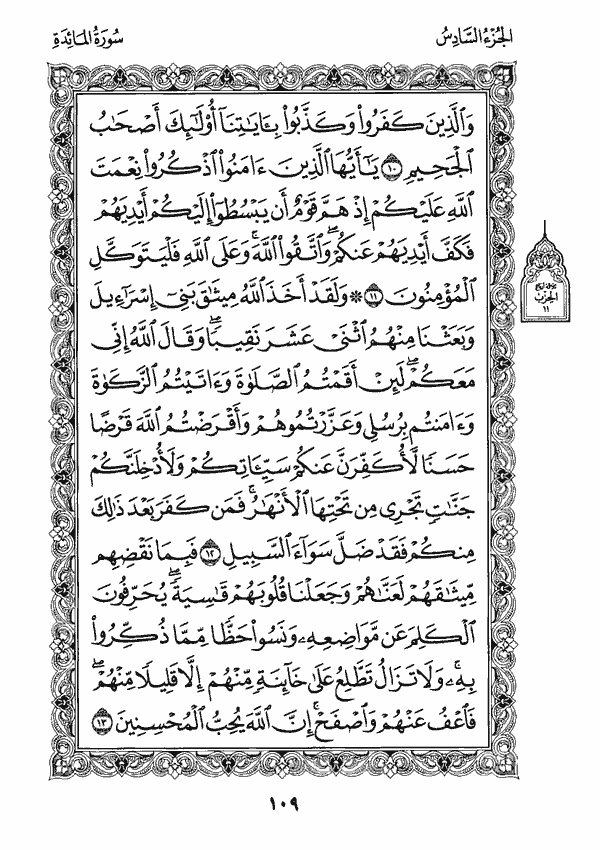 الجُزءُ السَّادِسُ
سُورَةُ المَائِدَةِ
وَٱلَّذِينَ كَفَرُواْ وَكَذَّبُواْ بِـَٔايَٰتِنَآ أُوْلَٰٓئِكَ أَصۡحَٰبُ
ٱلۡجَحِيمِ ١٠ يَٰٓأَيُّهَا ٱلَّذِينَ ءَامَنُواْ ٱذۡكُرُواْ نِعۡمَتَ
ٱللَّهِ عَلَيۡكُمۡ إِذۡ هَمَّ قَوۡمٌ أَن يَبۡسُطُوٓاْ إِلَيۡكُمۡ أَيۡدِيَهُمۡ
فَكَفَّ أَيۡدِيَهُمۡ عَنكُمۡۖ وَٱتَّقُواْ ٱللَّهَۚ وَعَلَى ٱللَّهِ فَلۡيَتَوَكَّلِ
ٱلۡمُؤۡمِنُونَ ١١ ۞ وَلَقَدۡ أَخَذَ ٱللَّهُ مِيثَٰقَ بَنِيٓ إِسۡرَٰٓءِيلَ
وَبَعَثۡنَا مِنۡهُمُ ٱثۡنَيۡ عَشَرَ نَقِيبٗاۖ وَقَالَ ٱللَّهُ إِنِّي
مَعَكُمۡۖ لَئِنۡ أَقَمۡتُمُ ٱلصَّلَوٰةَ وَءَاتَيۡتُمُ ٱلزَّكَوٰةَ
وَءَامَنتُم بِرُسُلِي وَعَزَّرۡتُمُوهُمۡ وَأَقۡرَضۡتُمُ ٱللَّهَ قَرۡضًا
حَسَنٗا لَّأُكَفِّرَنَّ عَنكُمۡ سَيِّـَٔاتِكُمۡ وَلَأُدۡخِلَنَّكُمۡ
جَنَّٰتٖ تَجۡرِي مِن تَحۡتِهَا ٱلۡأَنۡهَٰرُۚ فَمَن كَفَرَ بَعۡدَ ذَٰلِكَ
مِنكُمۡ فَقَدۡ ضَلَّ سَوَآءَ ٱلسَّبِيلِ ١٢ فَبِمَا نَقۡضِهِم
مِّيثَٰقَهُمۡ لَعَنَّٰهُمۡ وَجَعَلۡنَا قُلُوبَهُمۡ قَٰسِيَةٗۖ يُحَرِّفُونَ
ٱلۡكَلِمَ عَن مَّوَاضِعِهِۦ وَنَسُواْ حَظّٗا مِّمَّا ذُكِّرُواْ
بِهِۦۚ وَلَا تَزَالُ تَطَّلِعُ عَلَىٰ خَآئِنَةٖ مِّنۡهُمۡ إِلَّا قَلِيلٗا مِّنۡهُمۡۖ
فَٱعۡفُ عَنۡهُمۡ وَٱصۡفَحۡۚ إِنَّ ٱللَّهَ يُحِبُّ ٱلۡمُحۡسِنِينَ ١٣
الحزب
١١
١٠٩